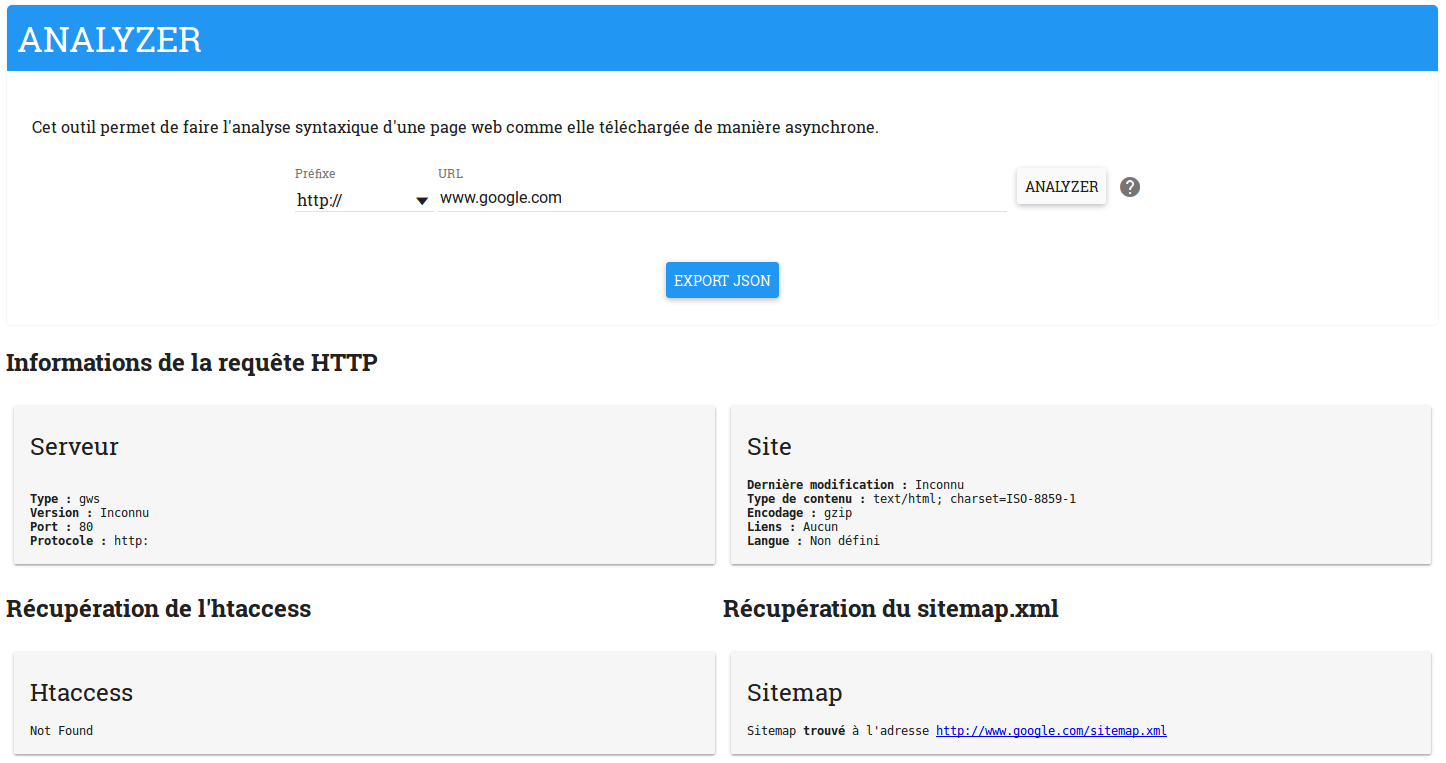 ANALYZER
Cet outil permet de faire l'analyse syntaxique d'une page web comme elle téléchargée de manière asynchrone.
Préfixe URL
http:// www.google.com ANALYZER ?
EXPORT JSON
Informations de la requête HTTP
Serveur
Type : gws
Version : Inconnu
Port : 80
Protocole : http:
Site
Dernière modification : Inconnu
Type de contenu : text/html; charset=ISO-8859-1
Encodage : gzip
Liens : Aucun
Langue : Non défini
Récupération de l'htaccess
Htaccess
Not Found
Récupération du sitemap.xml
Sitemap
Sitemap trouvé à l'adresse http://www.google.com/sitemap.xml